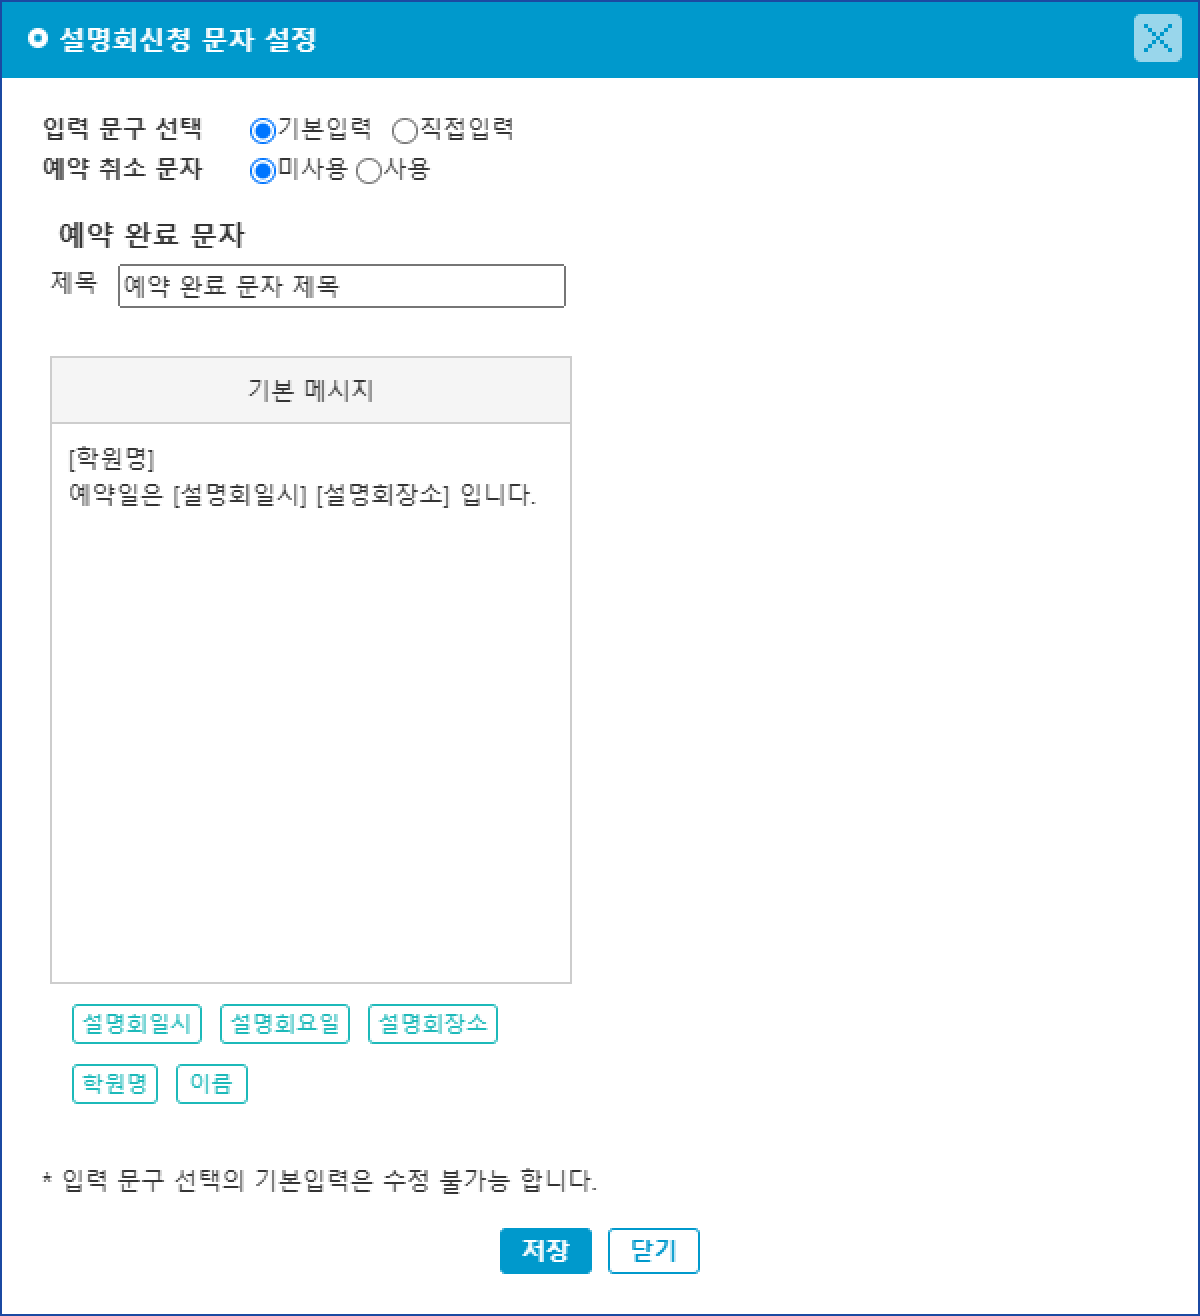 설명회신청 문자 설정
입력 문구 선택 기본입력 직접입력
예약 취소 문자 미사용 사용
예약 완료 문자
제목 예약 완료 문자 제목
기본 메시지
[학원명]
예약일은 [설명회일시] [설명회장소] 입니다.
설명회일시 설명회요일 설명회장소
학원명 이름
* 입력 문구 선택의 기본입력은 수정 불가능 합니다.
저장 닫기